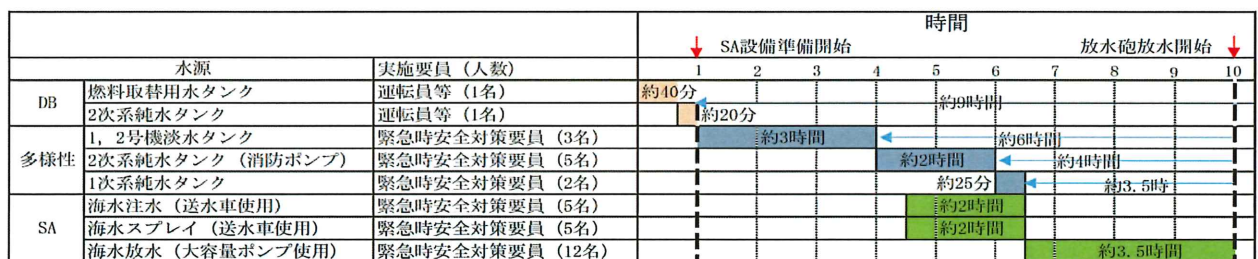 時間
SA設備準備開始 放水砲放水開始
水源 実施要員（人数） 1 2 3 4 5 6 7 8 9 10
DB 燃料取替用水タンク 運転員等（1名） 約40分
約9時間
2次系純水タンク 運転員等（1名） 約20分
多様性 1，2号機淡水タンク 緊急時安全対策要員（3名） 約3時間 約6時間
2次系純水タンク（消防ポンプ） 緊急時安全対策要員（5名） 約2時間 約4時間
1次系純水タンク 緊急時安全対策要員（2名） 約25分 約3.5時
SA 海水注水（送水車使用） 緊急時安全対策要員（5名） 約2時間
海水スプレイ（送水車使用） 緊急時安全対策要員（5名） 約2時間
海水放水（大容量ポンプ使用） 緊急時安全対策要員（12名） 約3.5時間